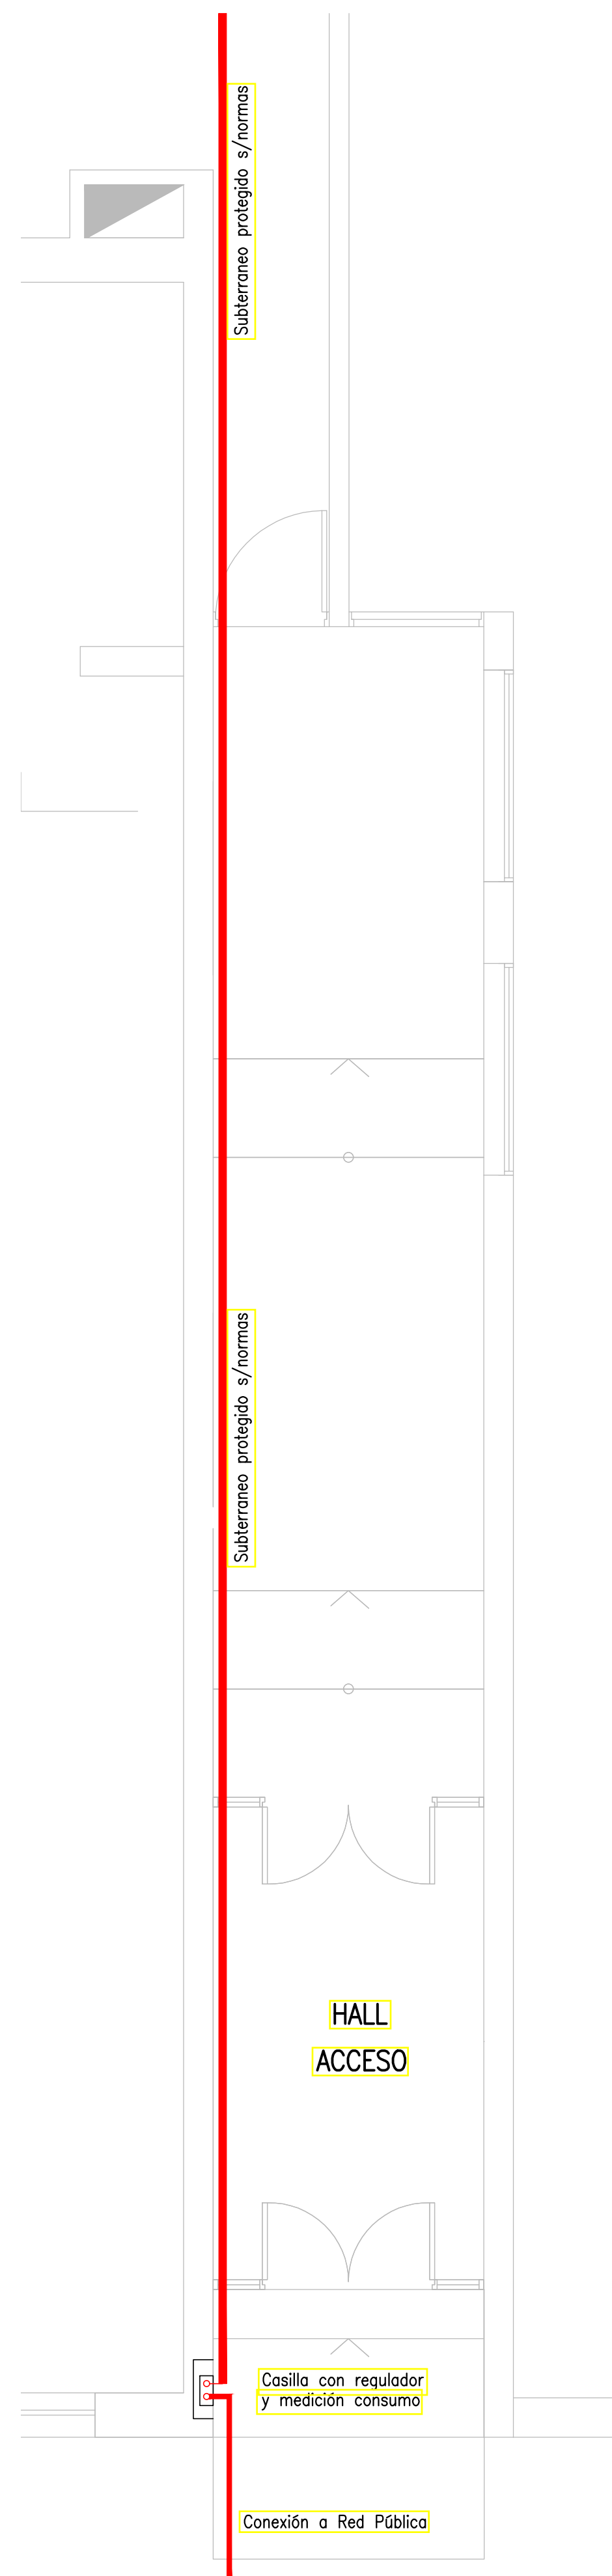 Subterraneo protegido s/normas
Subterraneo protegido s/normas
HALL
ACCESO
Casilla con regulador
y medición consumo
Conexión a Red Pública